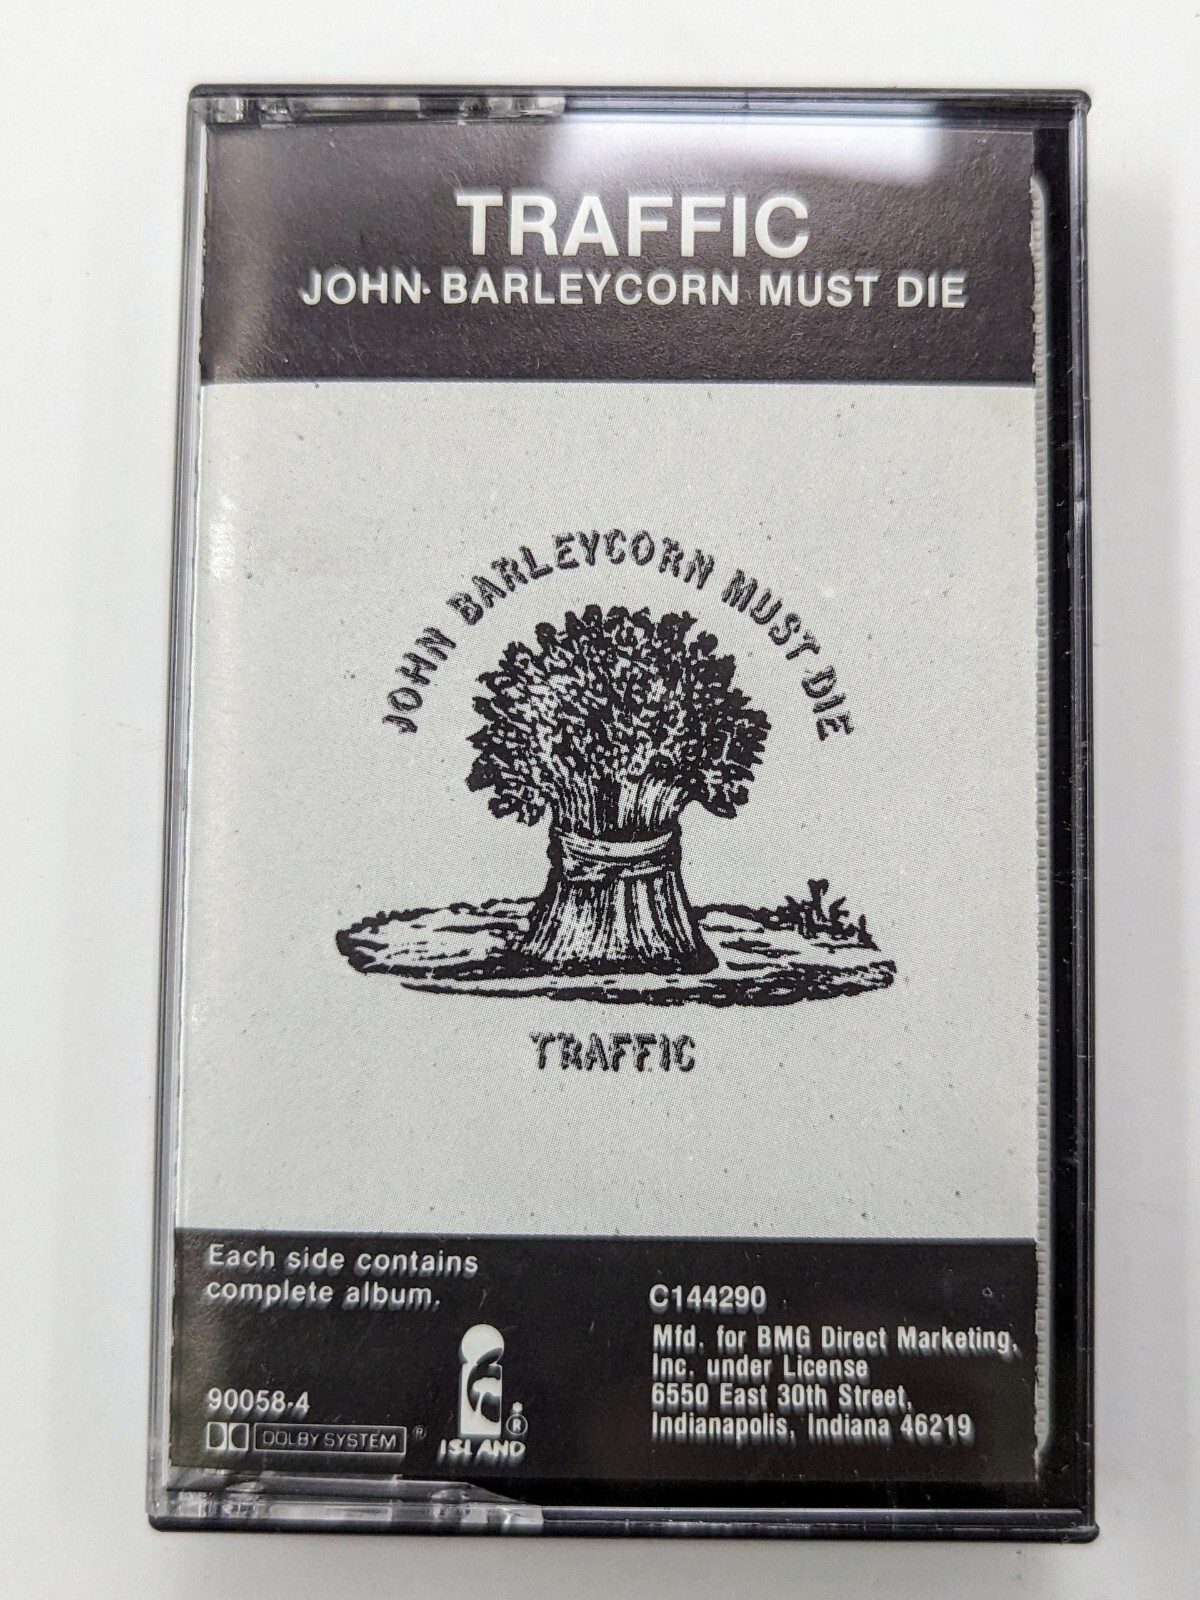 TRAFFIC
JOHN BARLEYCORN MUST DIE
JOHN BARLEYCORN MUST DIE
TRAFFIC
Each side contains
complete album.
90058-4
DOLBY SYSTEM ®
ISLAND ®
C144290
Mfd. for BMG Direct Marketing,
Inc. under License
6550 East 30th Street,
Indianapolis, Indiana 46219